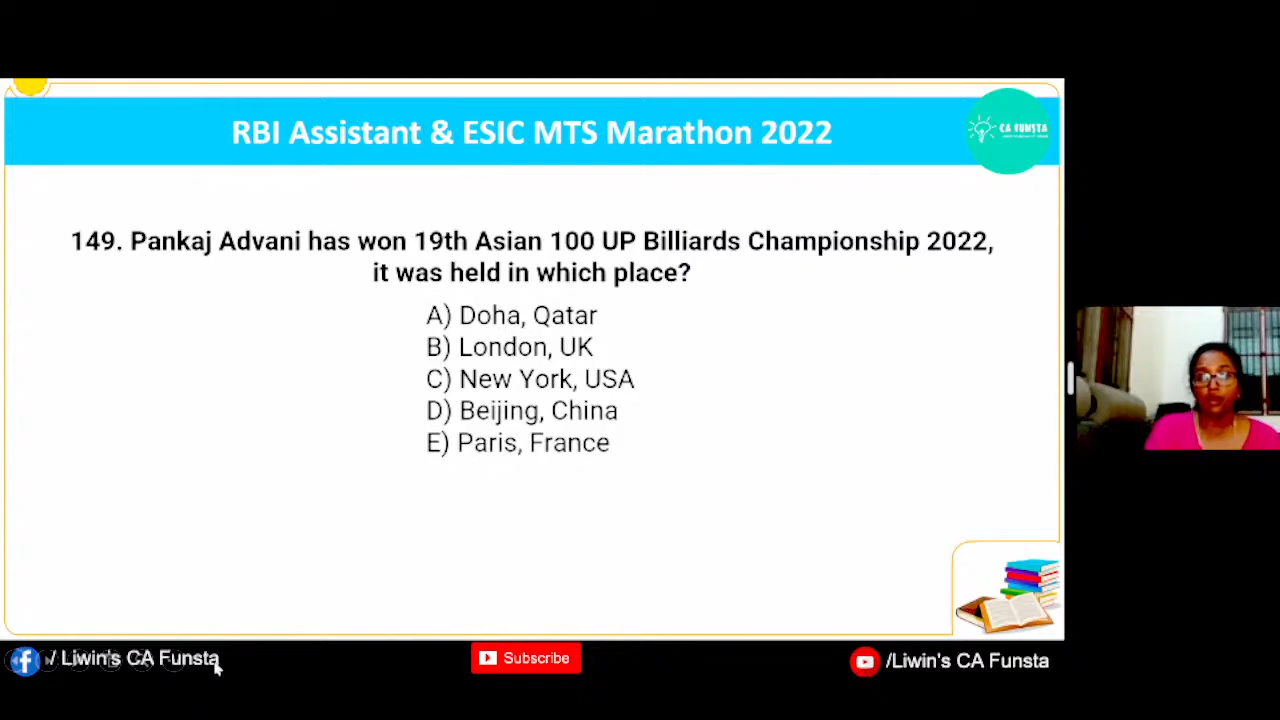 RBI Assistant & ESIC MTS Marathon 2022
CA FUNSTA
149. Pankaj Advani has won 19th Asian 100 UP Billiards Championship 2022,
it was held in which place?
A) Doha, Qatar
B) London, UK
C) New York, USA
D) Beijing, China
E) Paris, France
/ Liwin's CA Funsta
Subscribe
/Liwin's CA Funsta